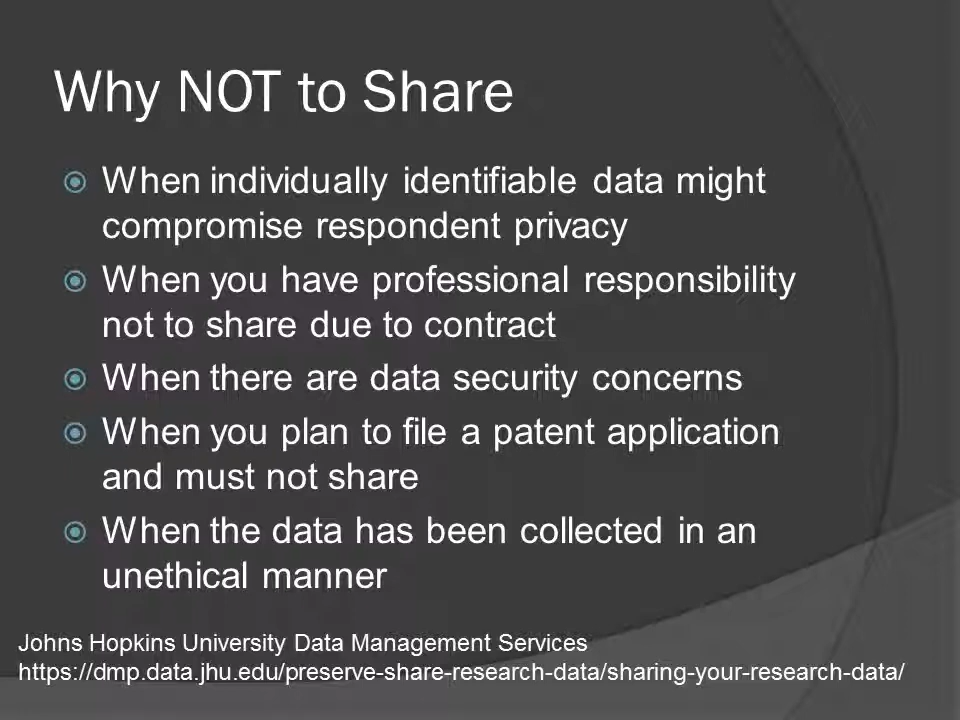 Why NOT to Share
When individually identifiable data might
compromise respondent privacy
When you have professional responsibility
not to share due to contract
When there are data security concerns
When you plan to file a patent application
and must not share
When the data has been collected in an
unethical manner
Johns Hopkins University Data Management Services
https://dmp.data.jhu.edu/preserve-share-research-data/sharing-your-research-data/